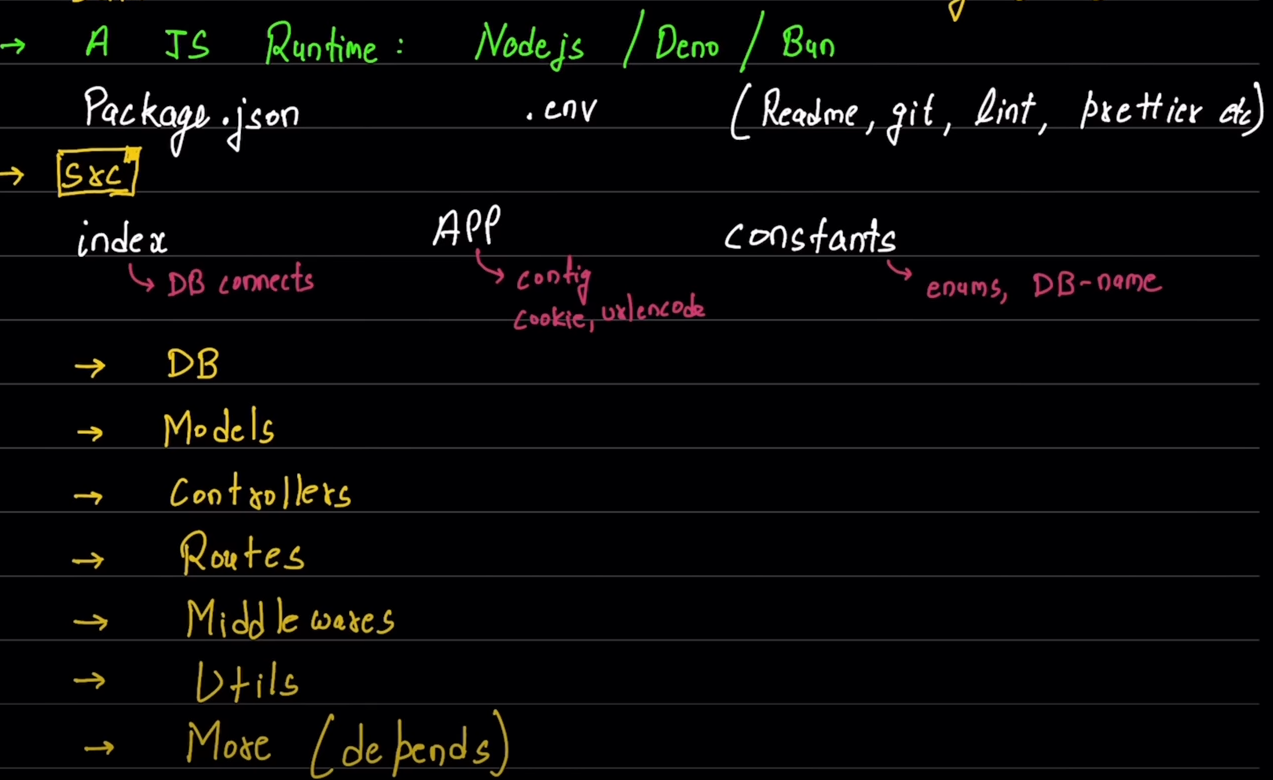 → A JS Runtime: Nodejs / Deno / Bun
Package.json .env (Readme, git, lint, prettier etc)
→ src
index APP constants
↳ DB connects ↳ config ↳ enums, DB-name
cookie, urlencode
→ DB
→ Models
→ Controllers
→ Routes
→ Middlewares
→ Utils
→ More (depends)